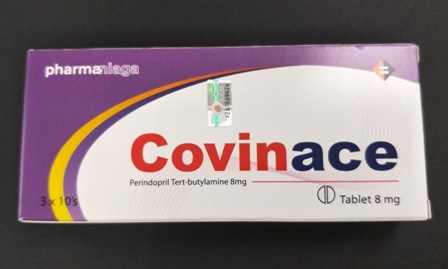 pharmaniaga
Covinace
Perindopril Tert-butylamine 8mg
3 x 10's
Tablet 8 mg